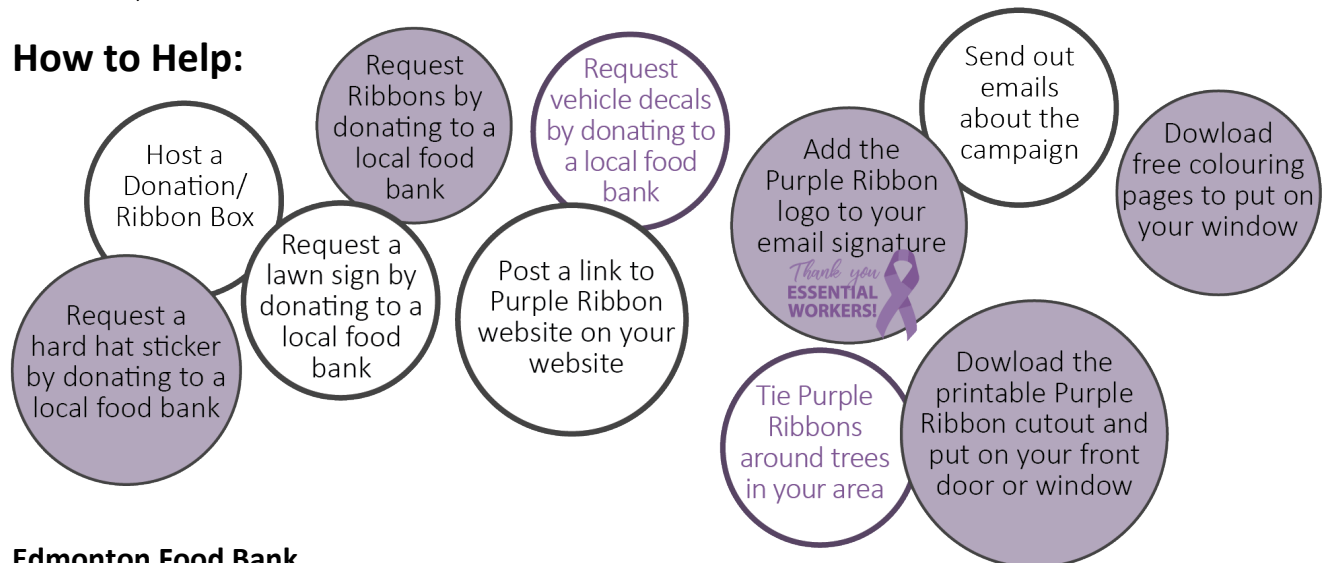 How to Help:
Host a
Donation/
Ribbon Box
Request
Ribbons by
donating to a
local food
bank
Request
vehicle decals
by donating to
a local food
bank
Send out
emails
about the
campaign
Dowload
free colouring
pages to put on
your window
Add the
Purple Ribbon
logo to your
email signature
Thank you
ESSENTIAL
WORKERS!
Request a
hard hat sticker
by donating to a
local food bank
Request a
lawn sign by
donating to a
local food
bank
Post a link to
Purple Ribbon
website on your
website
Tie Purple
Ribbons
around trees
in your area
Dowload the
printable Purple
Ribbon cutout and
put on your front
door or window
Edmonton Food Bank